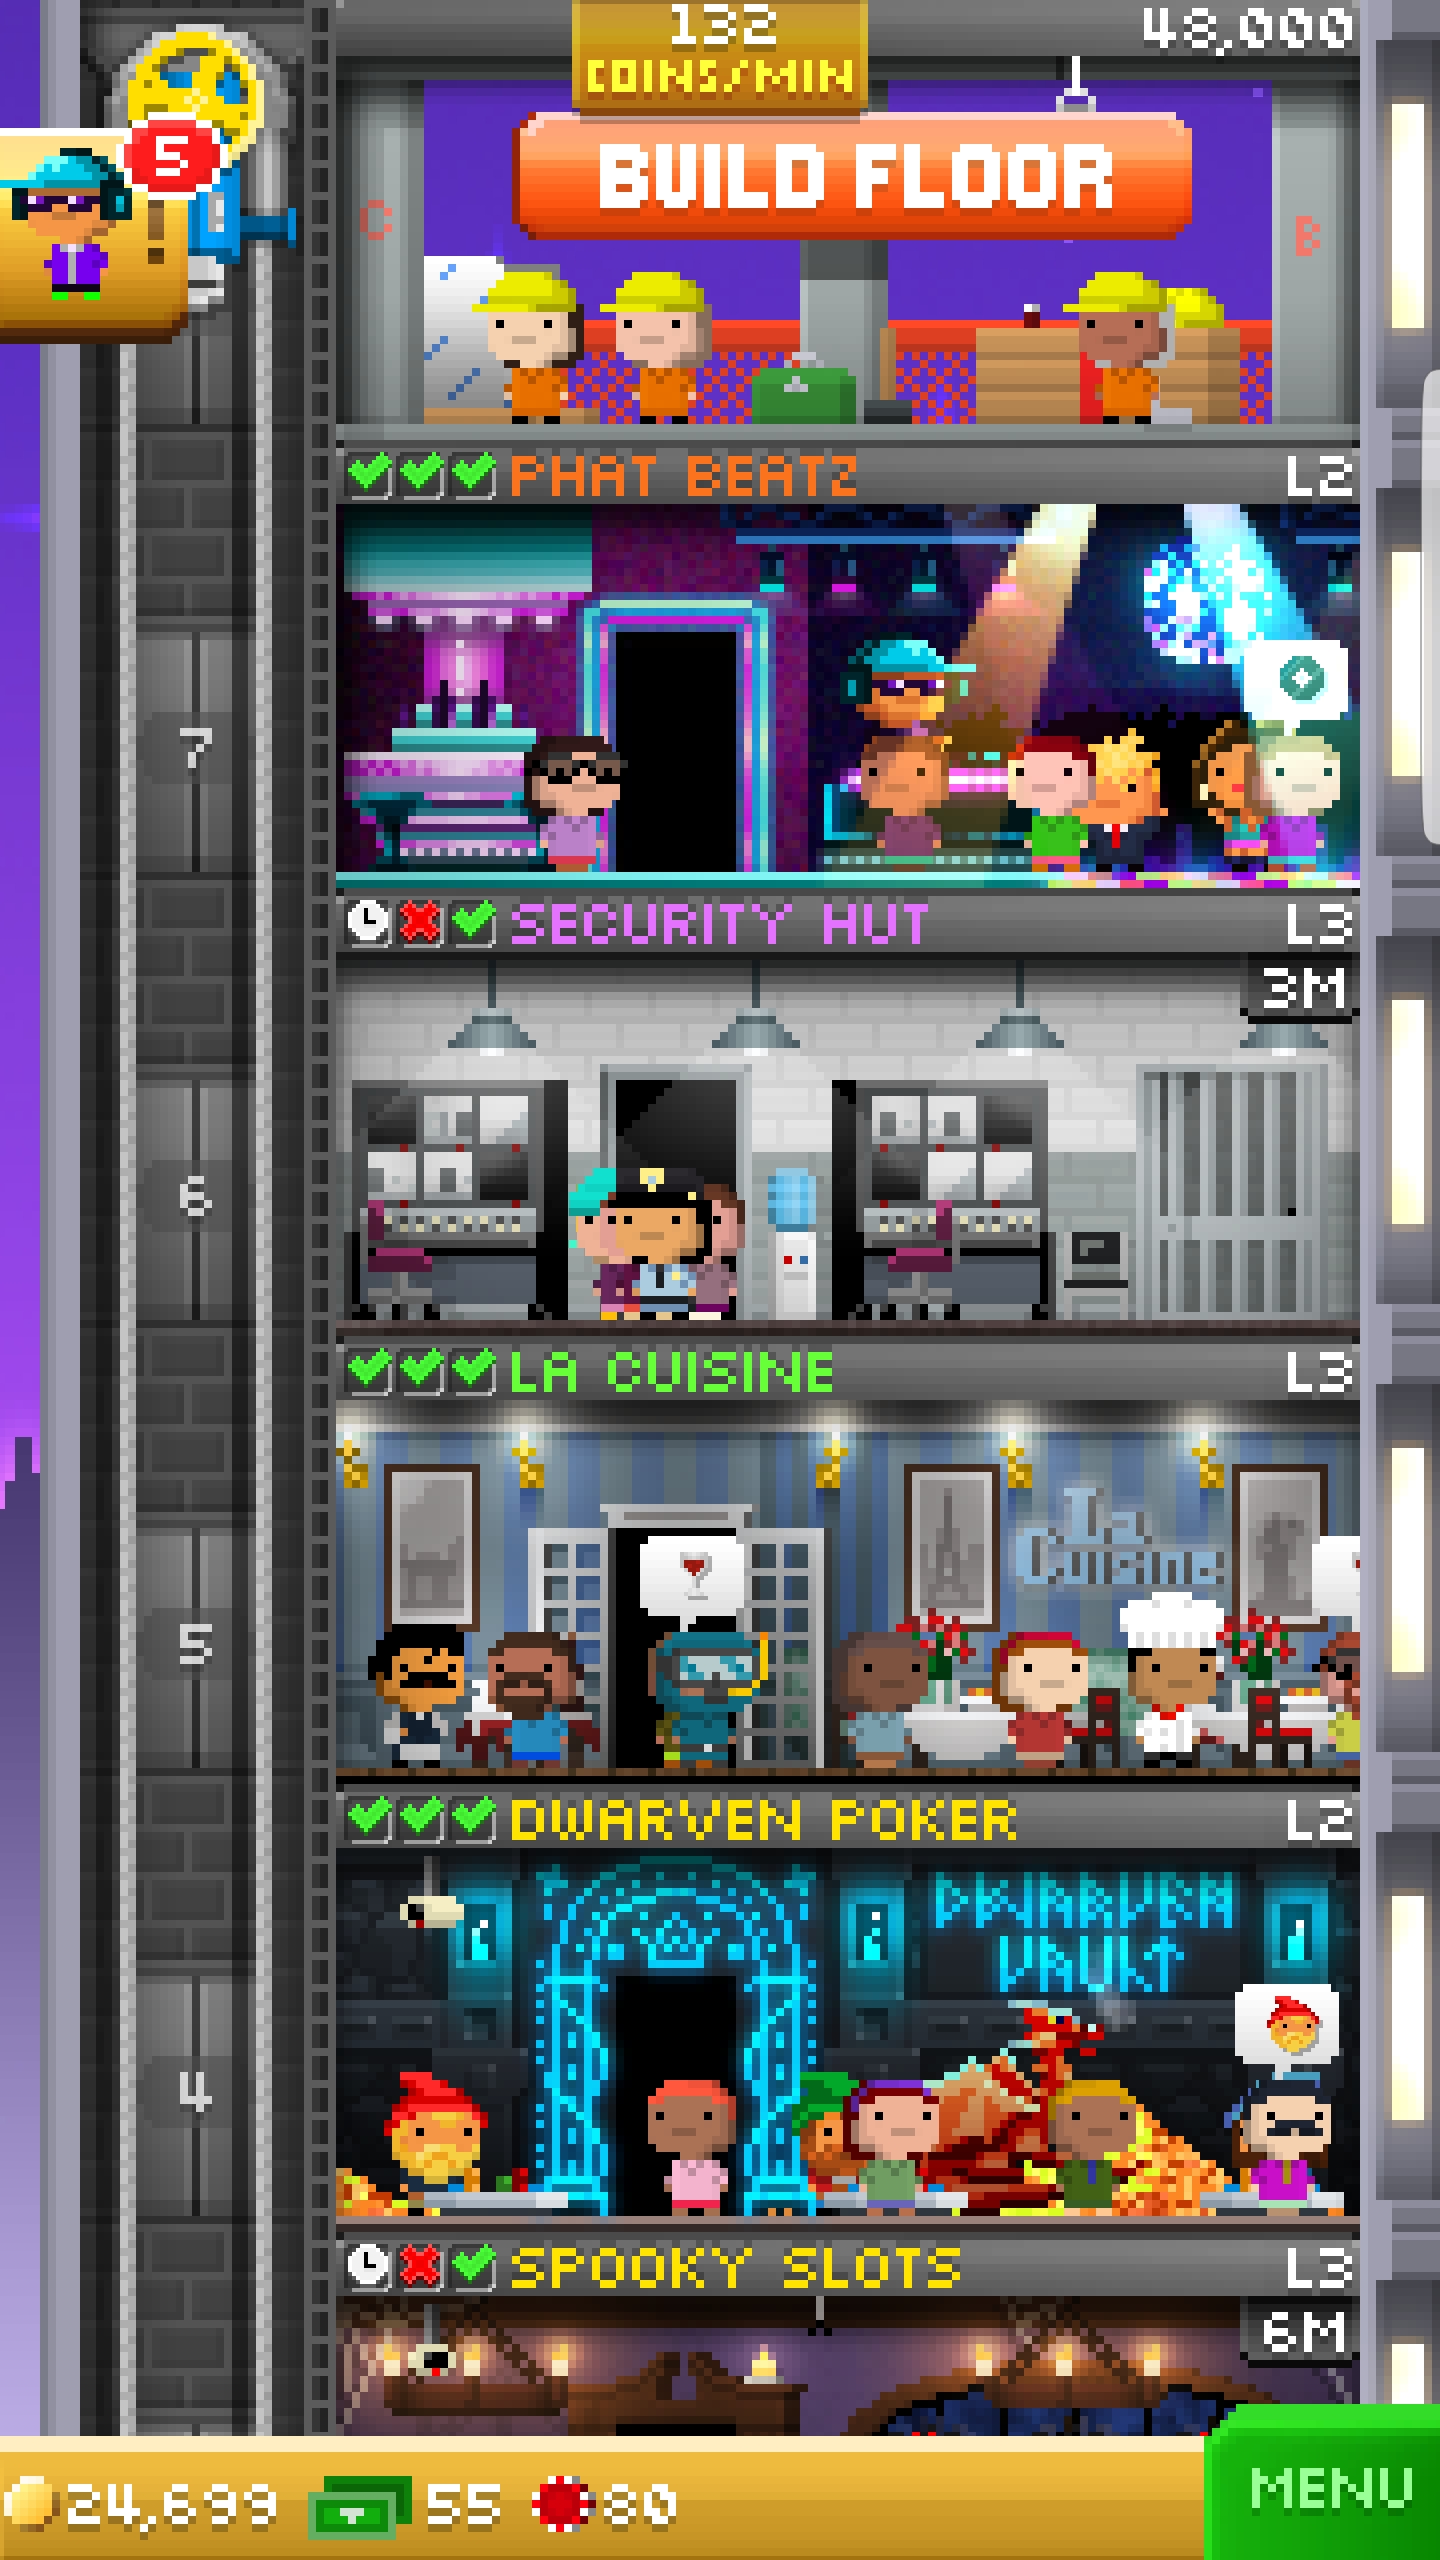 132
COINS/MIN
48,000
5
BUILD FLOOR
C
B
PHAT BEATZ
L2
7
SECURITY HUT
L3
3M
6
LA CUISINE
L3
La
Cuisine
5
DWARVEN POKER
L2
DWARVEN
VAULT
4
SPOOKY SLOTS
L3
6M
24,699
55
80
MENU